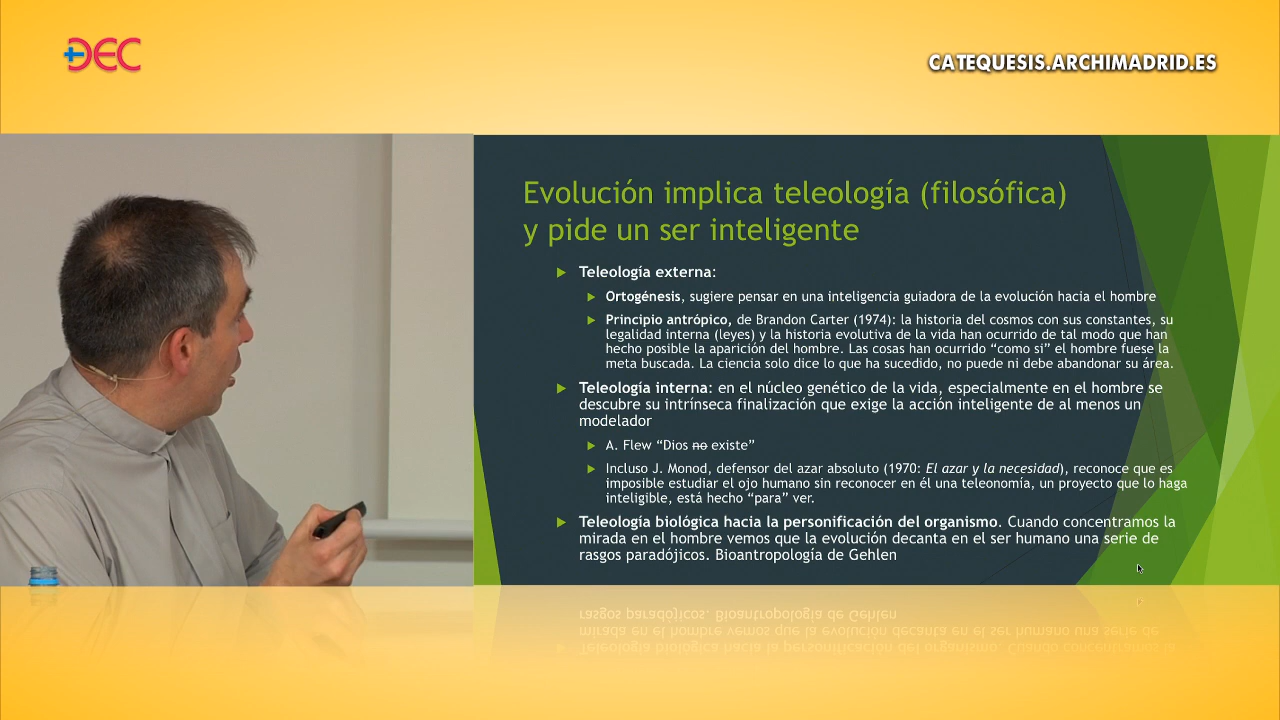 DEC
CATEQUESIS.ARCHIMADRID.ES
Evolución implica teleología (filosófica)
y pide un ser inteligente
Teleología externa:
Ortogénesis, sugiere pensar en una inteligencia guiadora de la evolución hacia el hombre
Principio antrópico, de Brandon Carter (1974): la historia del cosmos con sus constantes, su
legalidad interna (leyes) y la historia evolutiva de la vida han ocurrido de tal modo que han
hecho posible la aparición del hombre. Las cosas han ocurrido “como si” el hombre fuese la
meta buscada. La ciencia solo dice lo que ha sucedido, no puede ni debe abandonar su área.
Teleología interna: en el núcleo genético de la vida, especialmente en el hombre se
descubre su intrínseca finalización que exige la acción inteligente de al menos un
modelador
A. Flew “Dios no existe”
Incluso J. Monod, defensor del azar absoluto (1970: El azar y la necesidad), reconoce que es
imposible estudiar el ojo humano sin reconocer en él una teleonomía, un proyecto que lo haga
inteligible, está hecho “para” ver.
Teleología biológica hacia la personificación del organismo. Cuando concentramos la
mirada en el hombre vemos que la evolución decanta en el ser humano una serie de
rasgos paradójicos. Bioantropología de Gehlen